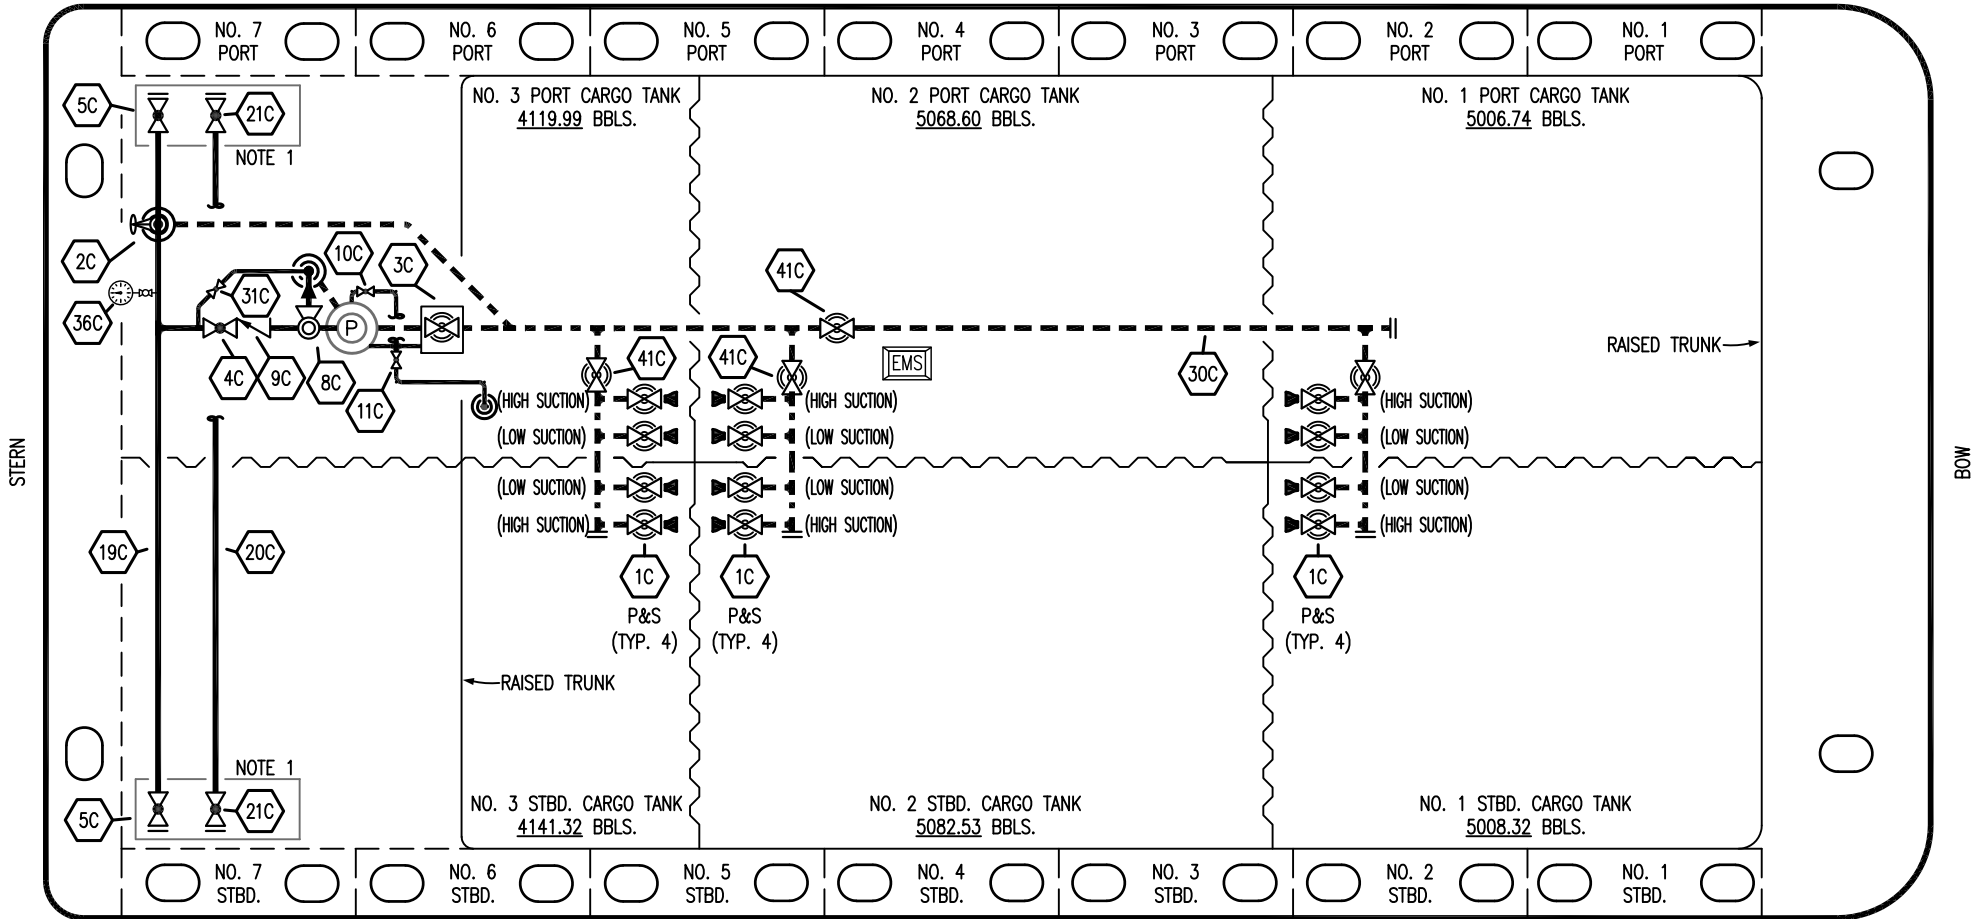 NO. 7
PORT
NO. 6
PORT
NO. 5
PORT
NO. 4
PORT
NO. 3
PORT
NO. 2
PORT
NO. 1
PORT
NO. 3 PORT CARGO TANK
4119.99 BBLS.
NO. 2 PORT CARGO TANK
5068.60 BBLS.
NO. 1 PORT CARGO TANK
5006.74 BBLS.
5C
21C
NOTE 1
2C
10C
3C
41C
31C
36C
P
4C
9C
8C
11C
41C
41C
EMS
30C
RAISED TRUNK
(HIGH SUCTION)
(HIGH SUCTION)
(HIGH SUCTION)
(LOW SUCTION)
(LOW SUCTION)
(LOW SUCTION)
STERN
BOW
(LOW SUCTION)
(LOW SUCTION)
(LOW SUCTION)
(HIGH SUCTION)
(HIGH SUCTION)
(HIGH SUCTION)
19C
20C
1C
1C
1C
P&S
(TYP. 4)
P&S
(TYP. 4)
P&S
(TYP. 4)
RAISED TRUNK
NOTE 1
5C
21C
NO. 3 STBD. CARGO TANK
4141.32 BBLS.
NO. 2 STBD. CARGO TANK
5082.53 BBLS.
NO. 1 STBD. CARGO TANK
5008.32 BBLS.
NO. 7
STBD.
NO. 6
STBD.
NO. 5
STBD.
NO. 4
STBD.
NO. 3
STBD.
NO. 2
STBD.
NO. 1
STBD.